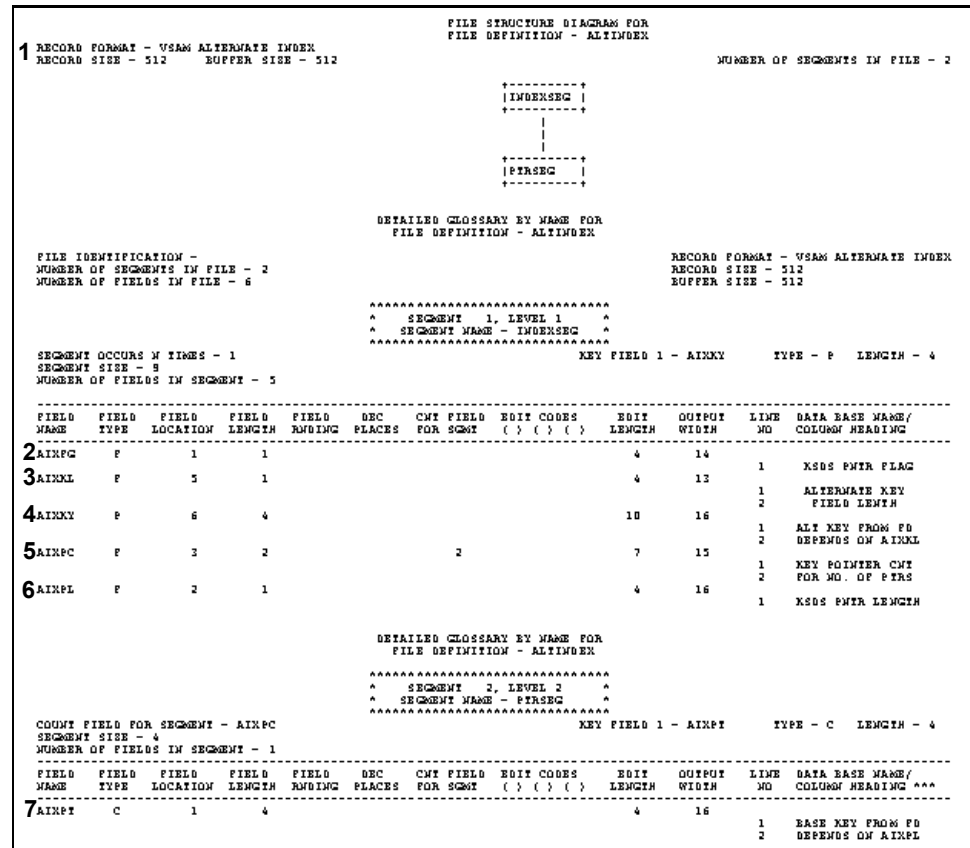 FILE STRUCTURE DIAGRAM FOR
FILE DEFINITION - ALTINDEX
1 RECORD FORMAT - VSAM ALTERNATE INDEX
RECORD SIZE - 512 BUFFER SIZE - 512 NUMBER OF SEGMENTS IN FILE - 2
+----------+
|INDEXSEG |
+----------+
|
|
|
+----------+
|PTRSEG |
+----------+
DETAILED GLOSSARY BY NAME FOR
FILE DEFINITION - ALTINDEX
FILE IDENTIFICATION - RECORD FORMAT - VSAM ALTERNATE INDEX
NUMBER OF SEGMENTS IN FILE - 2 RECORD SIZE - 512
NUMBER OF FIELDS IN FILE - 6 BUFFER SIZE - 512
^^^^^^^^^^^^^^^^^^^^^^^^^^^^^^^
^ SEGMENT 1, LEVEL 1 ^
^ SEGMENT NAME - INDEXSEG ^
^^^^^^^^^^^^^^^^^^^^^^^^^^^^^^^
SEGMENT OCCURS N TIMES - 1 KEY FIELD 1 - AIXKY TYPE - P LENGTH - 4
SEGMENT SIZE - 9
NUMBER OF FIELDS IN SEGMENT - 5
FIELD FIELD FIELD FIELD FIELD DEC CNT FIELD EDIT CODES EDIT OUTPUT LINE DATA BASE NAME/
NAME TYPE LOCATION LENGTH RNDING PLACES FOR SGMT ( ) ( ) ( ) LENGTH WIDTH NO COLUMN HEADING
2 AIXFG F 1 1 4 14
1 KSDS PNTR FLAG
3 AIXKL F 5 1 4 13
1 ALTERNATE KEY
2 FIELD LENTH
4 AIXKY P 6 4 10 16
1 ALT KEY FROM FD
2 DEPENDS ON AIXKL
5 AIXPC F 3 2 2 7 15
1 KEY POINTER CNT
2 FOR NO. OF PTRS
6 AIXPL F 2 1 4 16
1 KSDS PNTR LENGTH
DETAILED GLOSSARY BY NAME FOR
FILE DEFINITION - ALTINDEX
^^^^^^^^^^^^^^^^^^^^^^^^^^^^^^^
^ SEGMENT 2, LEVEL 2 ^
^ SEGMENT NAME - PTRSEG ^
^^^^^^^^^^^^^^^^^^^^^^^^^^^^^^^
COUNT FIELD FOR SEGMENT - AIXPC KEY FIELD 1 - AIXPT TYPE - C LENGTH - 4
SEGMENT SIZE - 4
NUMBER OF FIELDS IN SEGMENT - 1
FIELD FIELD FIELD FIELD FIELD DEC CNT FIELD EDIT CODES EDIT OUTPUT LINE DATA BASE NAME/
NAME TYPE LOCATION LENGTH RNDING PLACES FOR SGMT ( ) ( ) ( ) LENGTH WIDTH NO COLUMN HEADING ^^^
7 AIXPT C 1 4 4 16
1 BASE KEY FROM FD
2 DEPENDS ON AIXPL